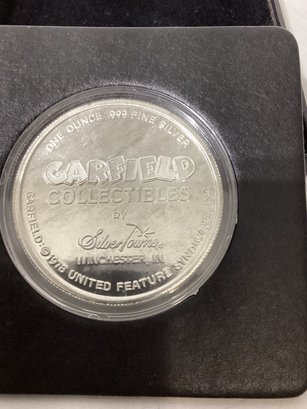 ONE OUNCE .999 FINE SILVER
GARFIELD
COLLECTIBLES
BY
SilverTowne
WINCHESTER, IN
GARFIELD: © 1978 UNITED FEATURE SYNDICATE, INC.